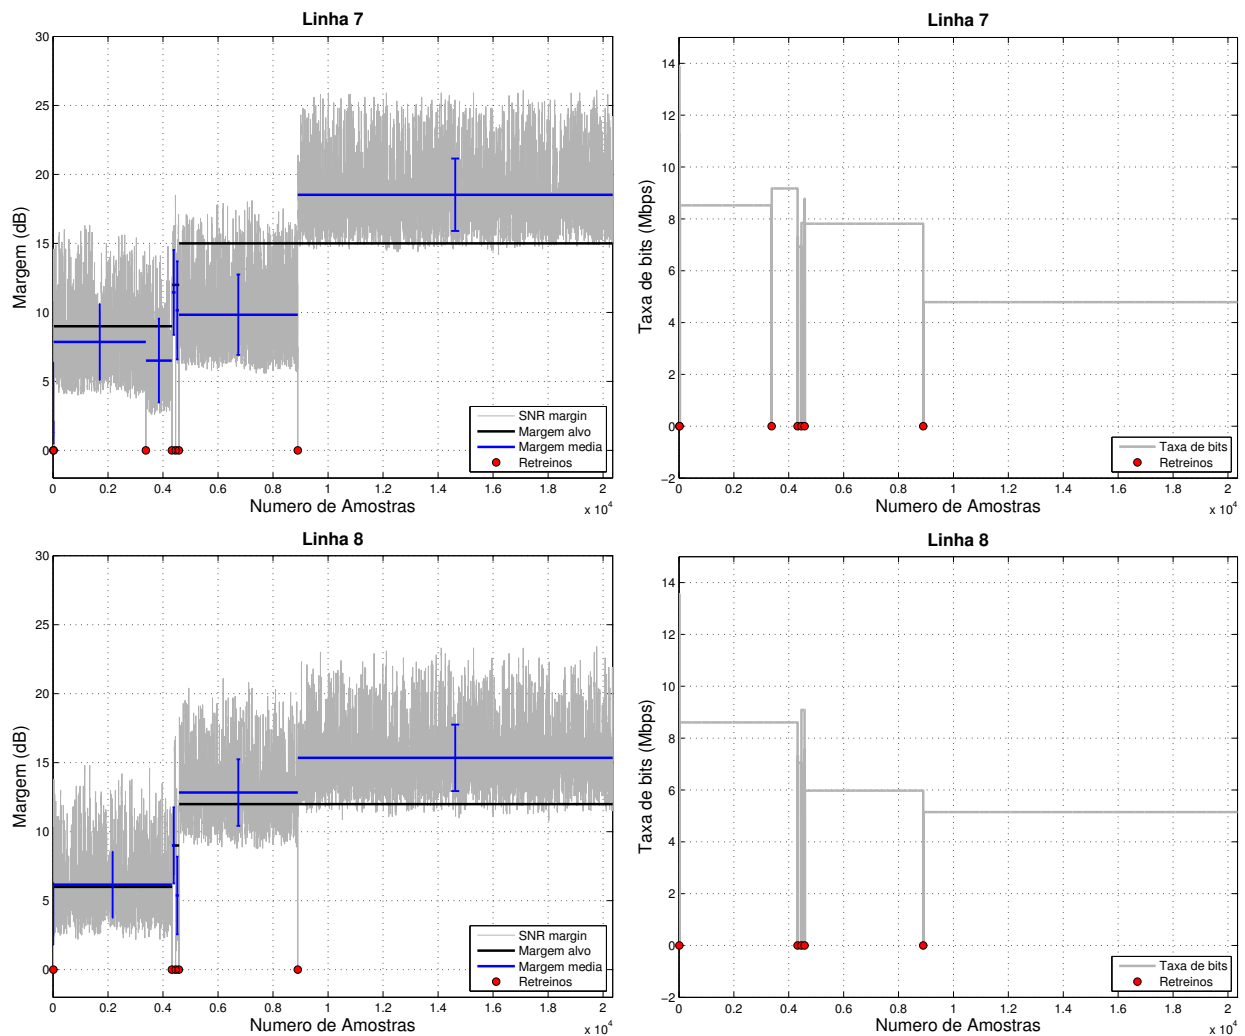 Linha 7
30
25
20
15
10
5
0
Margem (dB)
SNR margin
Margem alvo
Margem media
Retreinos
0 0.2 0.4 0.6 0.8 1 1.2 1.4 1.6 1.8 2
Numero de Amostras
x 10⁴
Linha 7
14
12
10
8
6
4
2
0
−2
Taxa de bits (Mbps)
Taxa de bits
Retreinos
0 0.2 0.4 0.6 0.8 1 1.2 1.4 1.6 1.8 2
Numero de Amostras
x 10⁴
Linha 8
30
25
20
15
10
5
0
Margem (dB)
SNR margin
Margem alvo
Margem media
Retreinos
0 0.2 0.4 0.6 0.8 1 1.2 1.4 1.6 1.8 2
Numero de Amostras
x 10⁴
Linha 8
14
12
10
8
6
4
2
0
−2
Taxa de bits (Mbps)
Taxa de bits
Retreinos
0 0.2 0.4 0.6 0.8 1 1.2 1.4 1.6 1.8 2
Numero de Amostras
x 10⁴